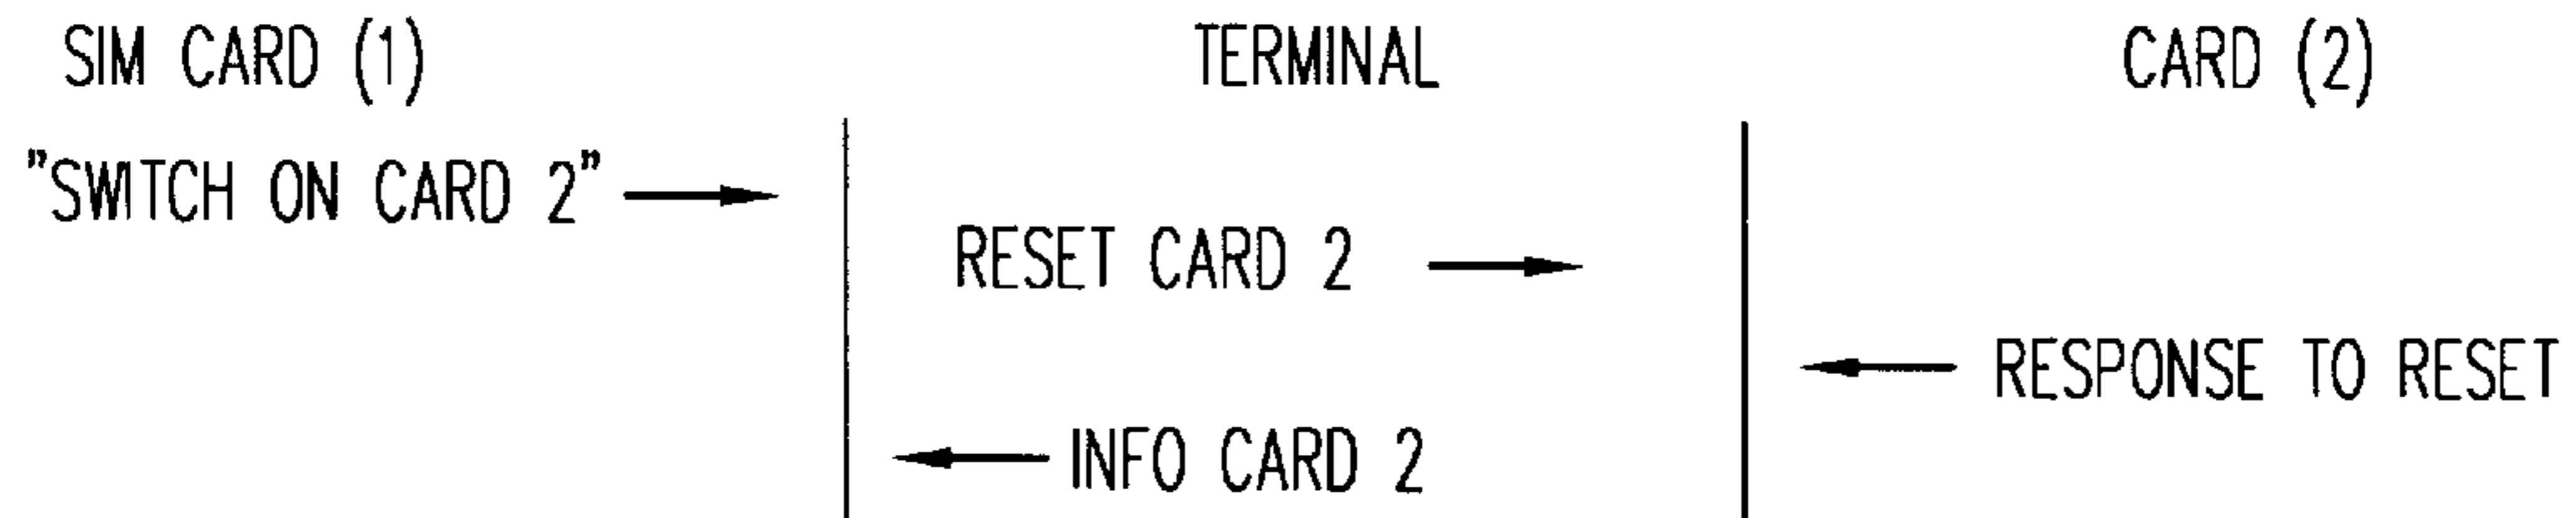 SIM CARD (1) TERMINAL CARD (2)
"SWITCH ON CARD 2"
RESET CARD 2
RESPONSE TO RESET
INFO CARD 2